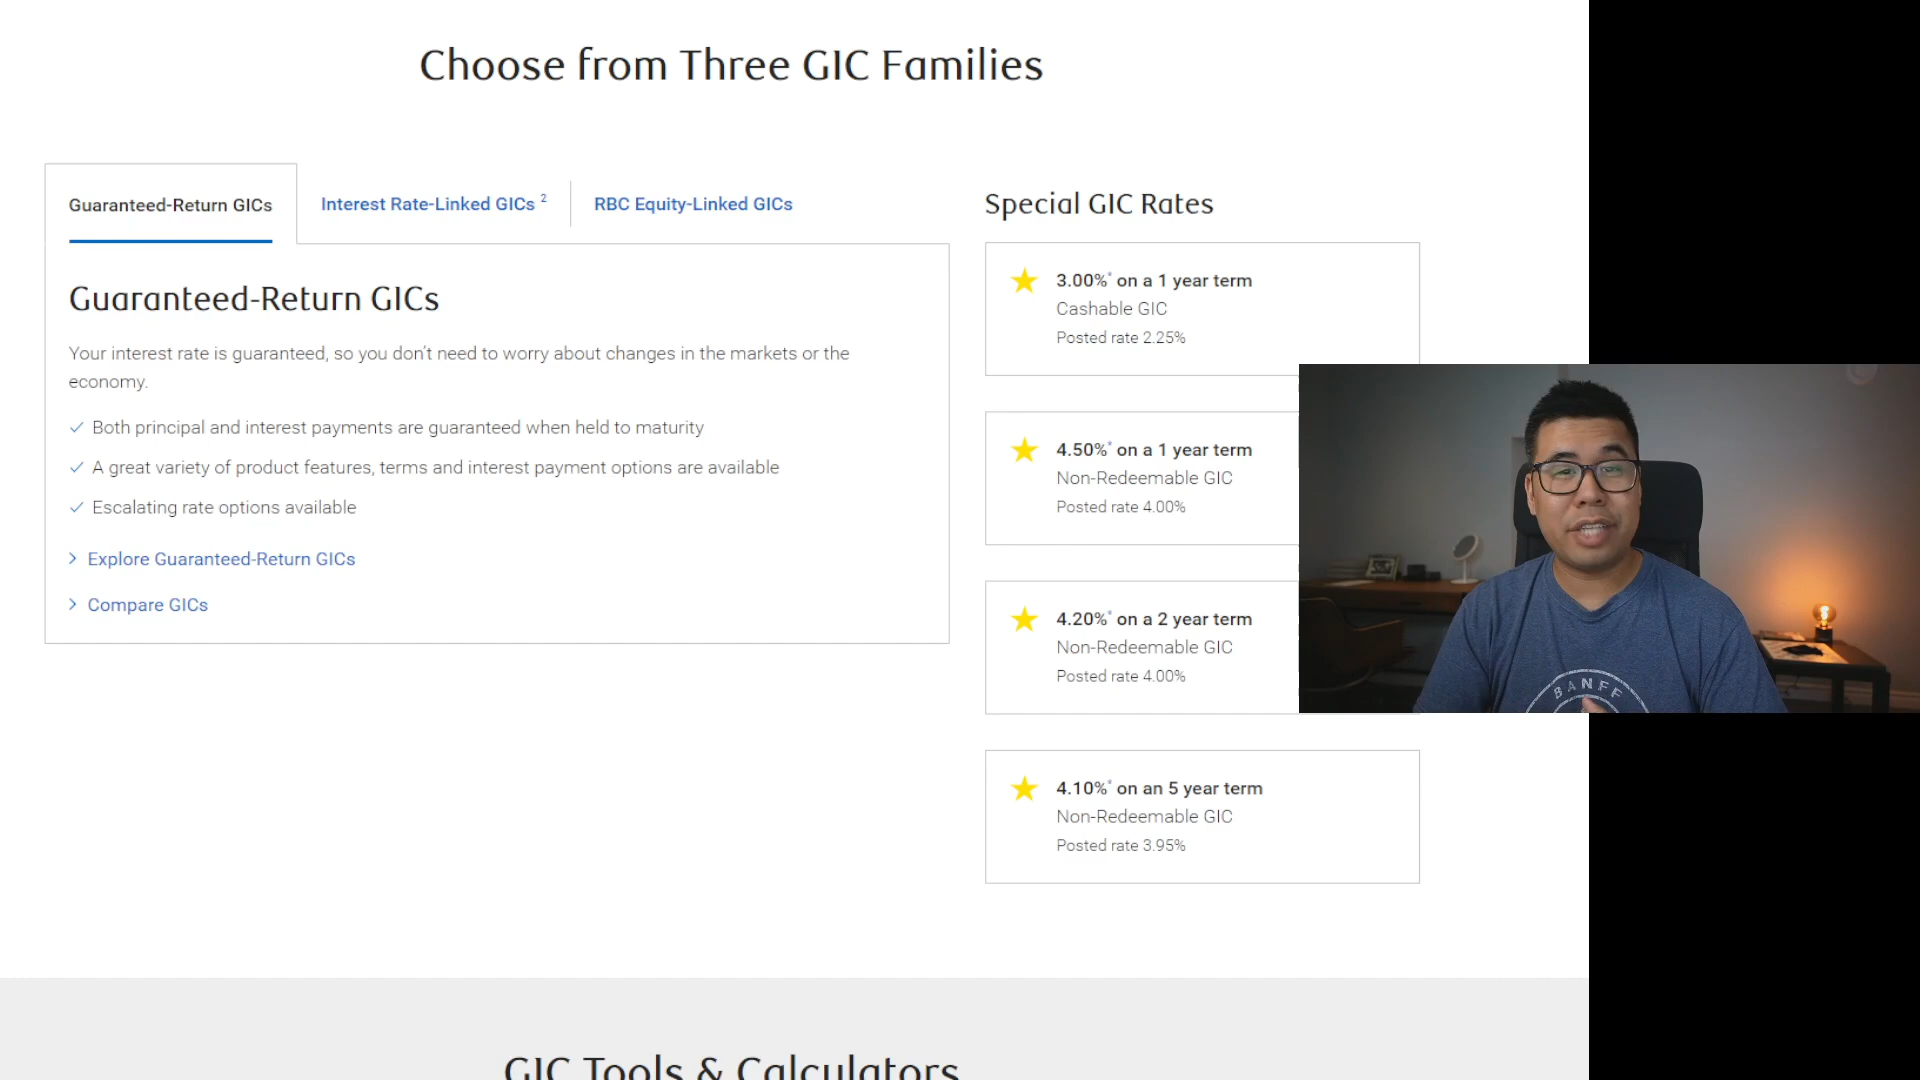 Choose from Three GIC Families
Guaranteed-Return GICs
Interest Rate-Linked GICs 2
RBC Equity-Linked GICs
Guaranteed-Return GICs
Your interest rate is guaranteed, so you don't need to worry about changes in the markets or the
economy.
✓ Both principal and interest payments are guaranteed when held to maturity
✓ A great variety of product features, terms and interest payment options are available
✓ Escalating rate options available
> Explore Guaranteed-Return GICs
> Compare GICs
Special GIC Rates
3.00%* on a 1 year term
Cashable GIC
Posted rate 2.25%
4.50%* on a 1 year term
Non-Redeemable GIC
Posted rate 4.00%
4.20%* on a 2 year term
Non-Redeemable GIC
Posted rate 4.00%
4.10%* on an 5 year term
Non-Redeemable GIC
Posted rate 3.95%
BANFF
GIC Tools & Calculators